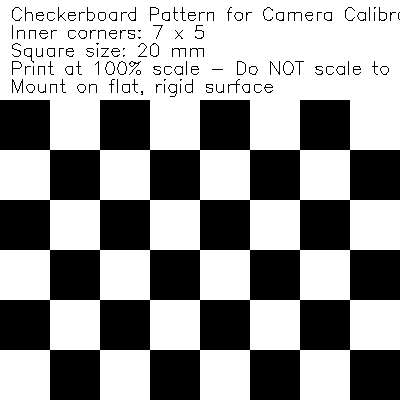 Checkerboard Pattern for Camera Calibr
Inner corners: 7 x 5
Square size: 20 mm
Print at 100% scale - Do NOT scale to
Mount on flat, rigid surface